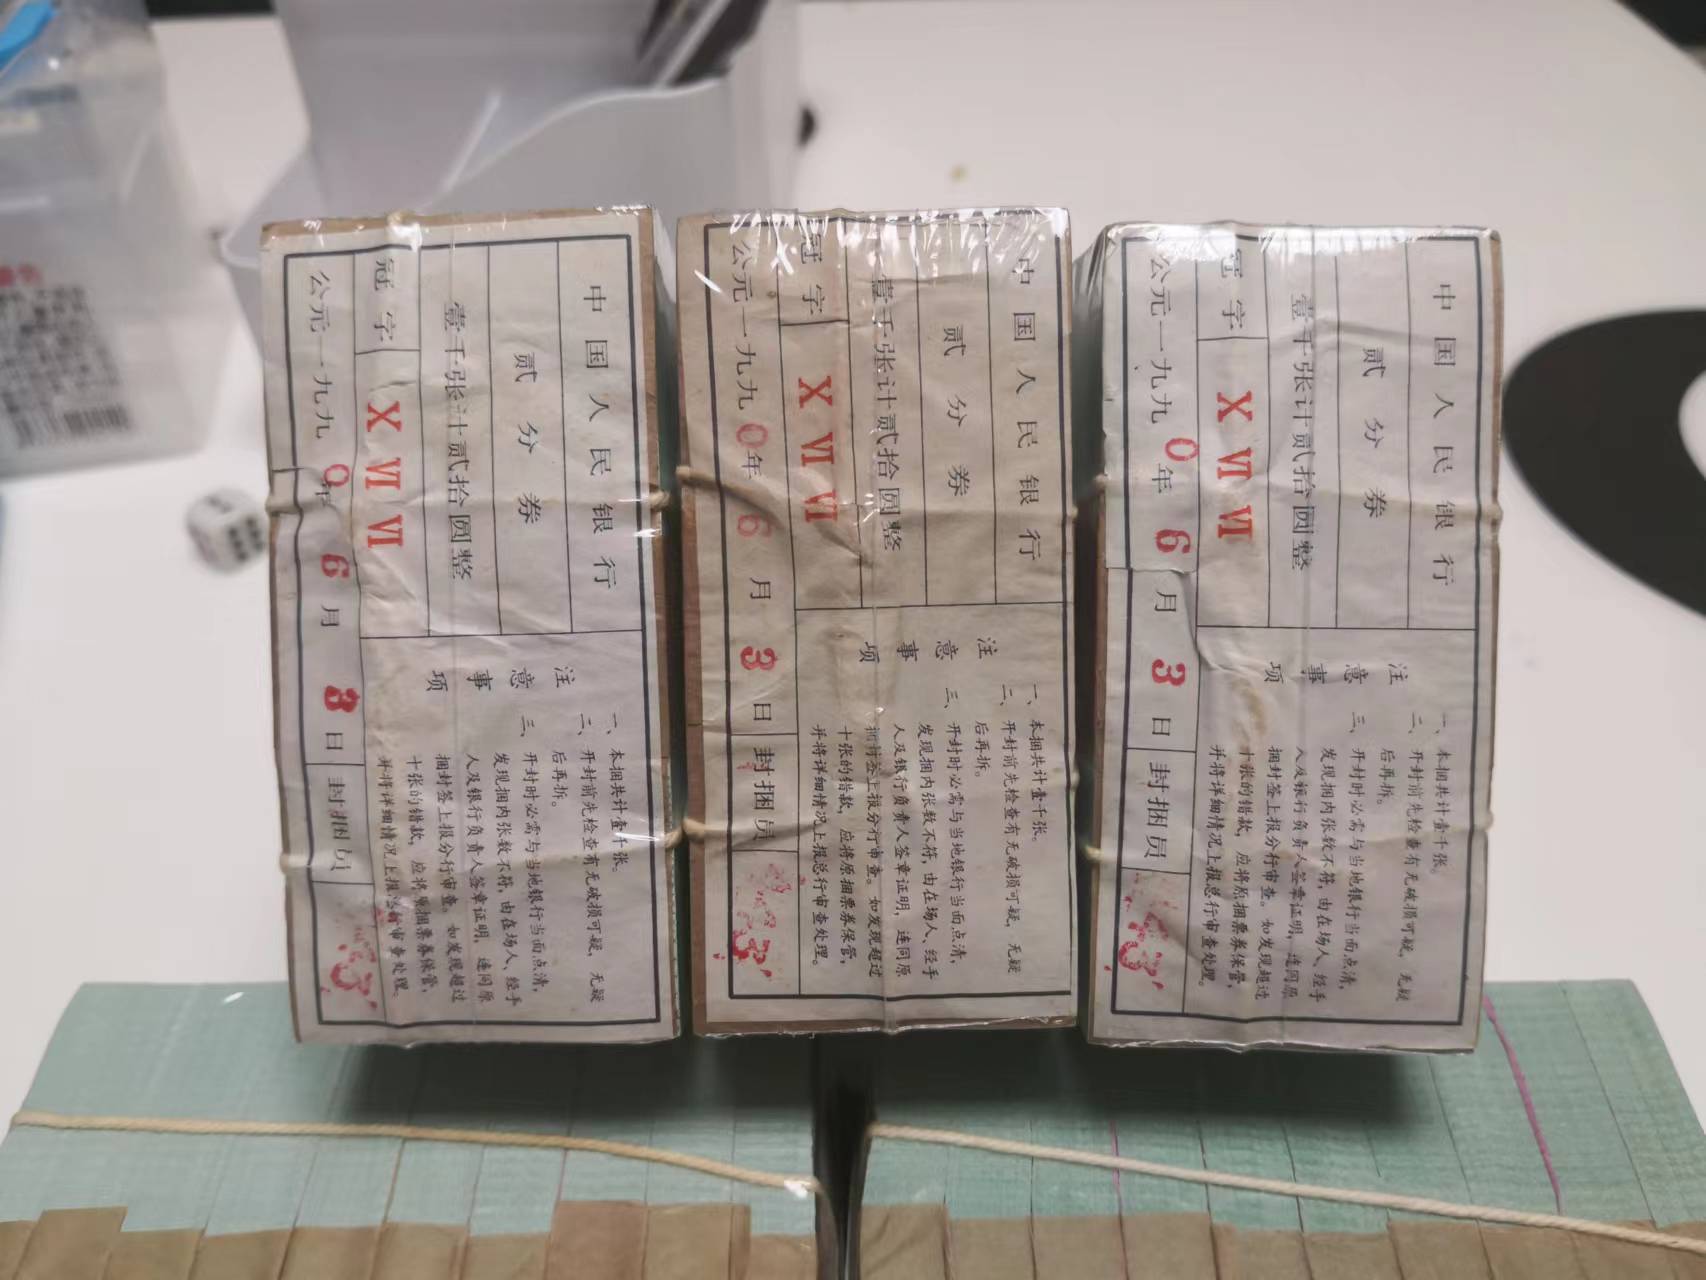 中国人民银行
贰分券
壹千张计贰拾圆整
冠字 X VI VI
注意事项
一、本捆共计壹千张。
二、开封前先检查有无破损可疑,无疑
后再拆。
三、开封时必需与当地银行当面点清,
发现捆内张数不符,由在场人、经手
人及银行负责人签章证明,连同原
捆封签上报分行审查。如发现超过
十张的错款,应将原捆票券保管,
并将详细情况上报总行审查处理。
公元一九九0年6月3日 封捆员
中国人民银行
贰分券
壹千张计贰拾圆整
冠字 X VI VI
注意事项
一、本捆共计壹千张。
二、开封前先检查有无破损可疑,无疑
后再拆。
三、开封时必需与当地银行当面点清,
发现捆内张数不符,由在场人、经手
人及银行负责人签章证明,连同原
捆封签上报分行审查。如发现超过
十张的错款,应将原捆票券保管,
并将详细情况上报总行审查处理。
公元一九九0年6月3日 封捆员
中国人民银行
贰分券
壹千张计贰拾圆整
冠字 X VI VI
注意事项
一、本捆共计壹千张。
二、开封前先检查有无破损可疑,无疑
后再拆。
三、开封时必需与当地银行当面点清,
发现捆内张数不符,由在场人、经手
人及银行负责人签章证明,连同原
捆封签上报分行审查。如发现超过
十张的错款,应将原捆票券保管,
并将详细情况上报总行审查处理。
公元一九九0年6月3日 封捆员